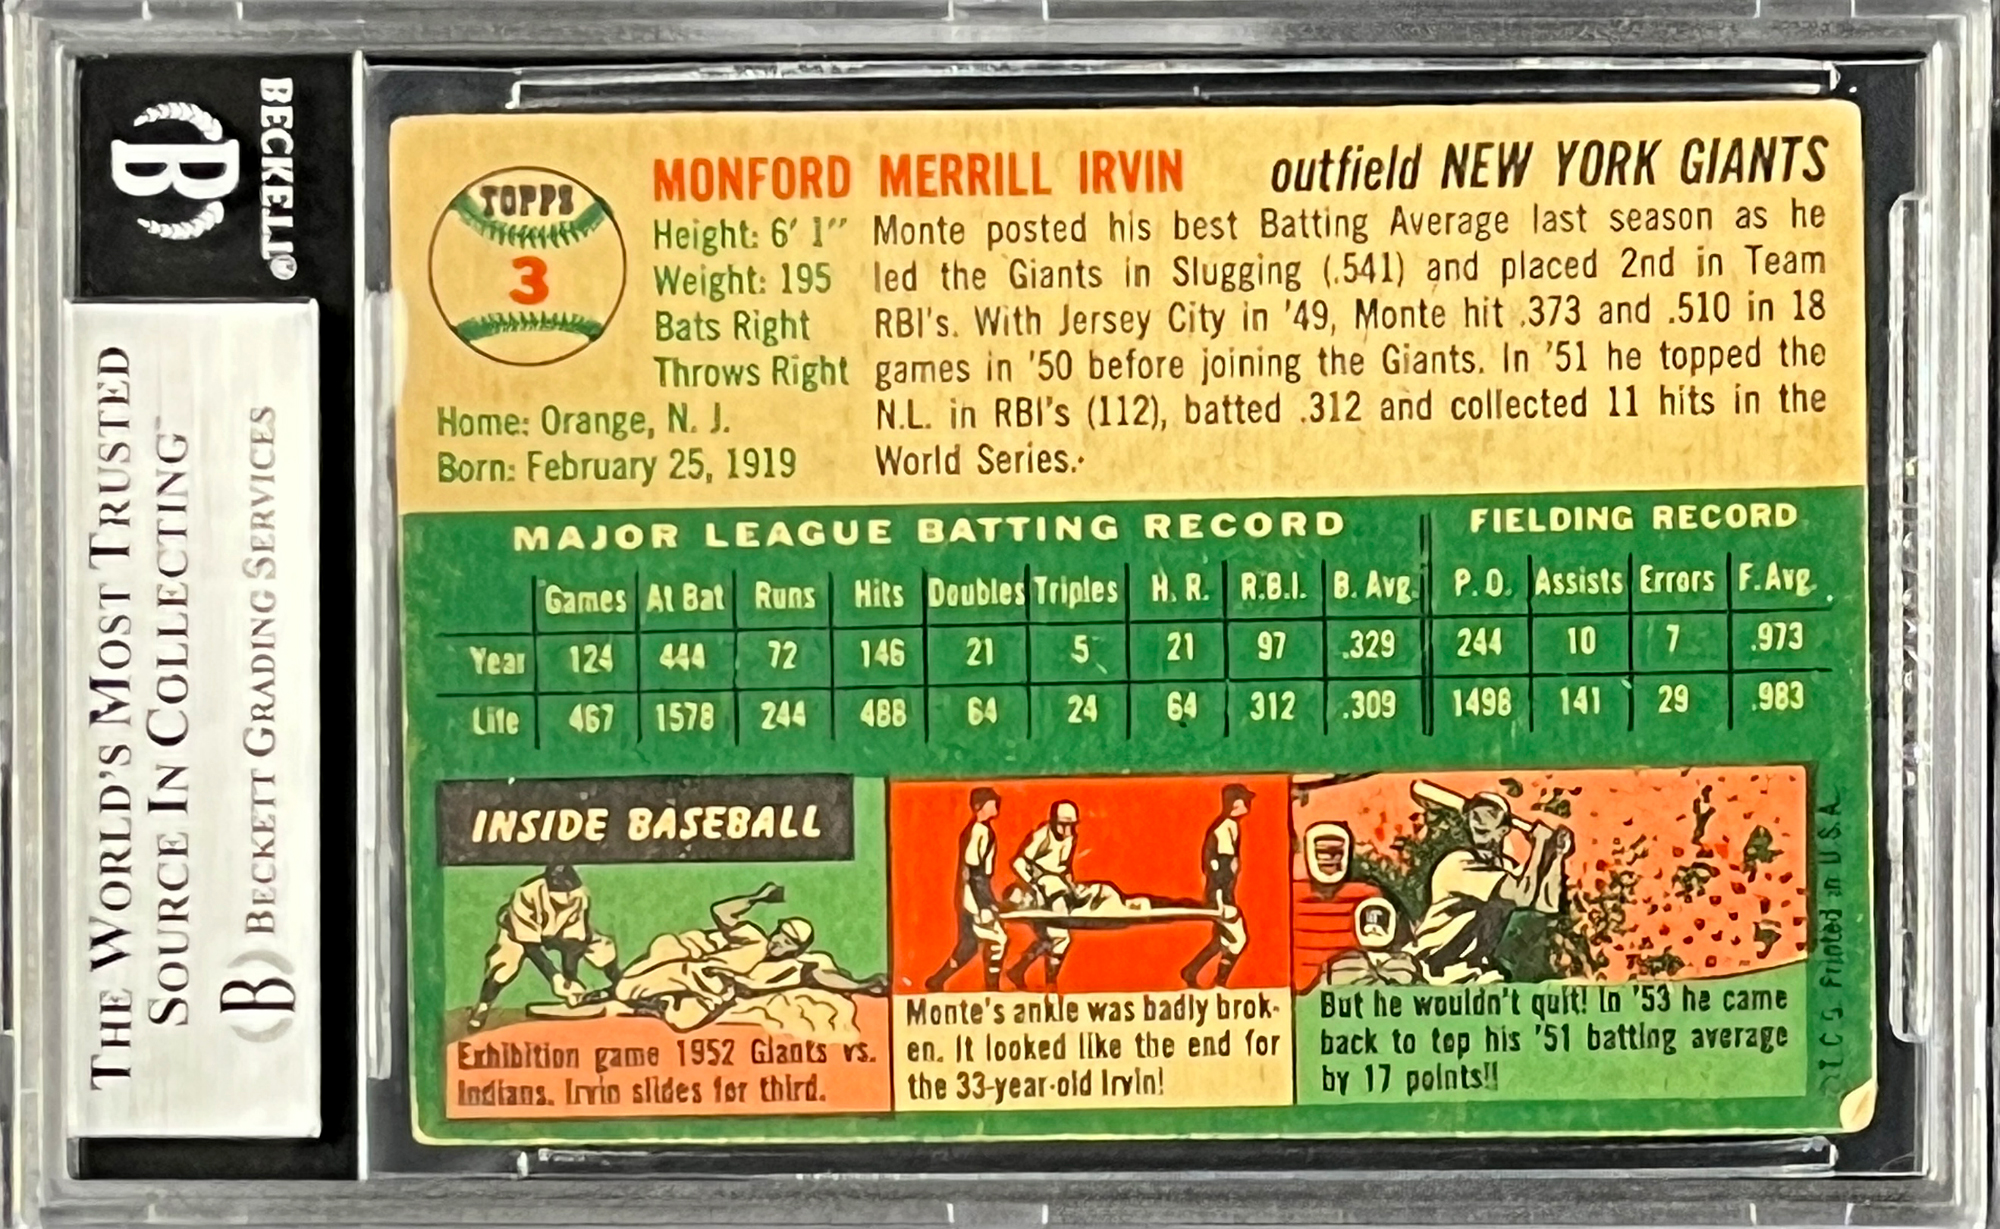 BECKETT®
B
THE WORLD'S MOST TRUSTED
SOURCE IN COLLECTING™
B BECKETT GRADING SERVICES
TOPPS
3
MONFORD MERRILL IRVIN outfield NEW YORK GIANTS
Height: 6' 1"
Weight: 195
Bats Right
Throws Right
Home: Orange, N. J.
Born: February 25, 1919
Monte posted his best Batting Average last season as he
led the Giants in Slugging (.541) and placed 2nd in Team
RBI's. With Jersey City in '49, Monte hit .373 and .510 in 18
games in '50 before joining the Giants. In '51 he topped the
N.L. in RBI's (112), batted .312 and collected 11 hits in the
World Series.
MAJOR LEAGUE BATTING RECORD FIELDING RECORD
Games At Bat Runs Hits Doubles Triples H. R. R.B.I. B. Avg. P. O. Assists Errors F. Avg.
Year 124 444 72 146 21 5 21 97 .329 244 10 7 .973
Life 467 1578 244 488 64 24 64 312 .309 1498 141 29 .983
INSIDE BASEBALL
Exhibition game 1952 Giants vs.
Indians. Irvin slides for third.
Monte's ankle was badly brok-
en. It looked like the end for
the 33-year-old Irvin!
But he wouldn't quit! In '53 he came
back to top his '51 batting average
by 17 points!!
T. C. G. Printed in U. S. A.